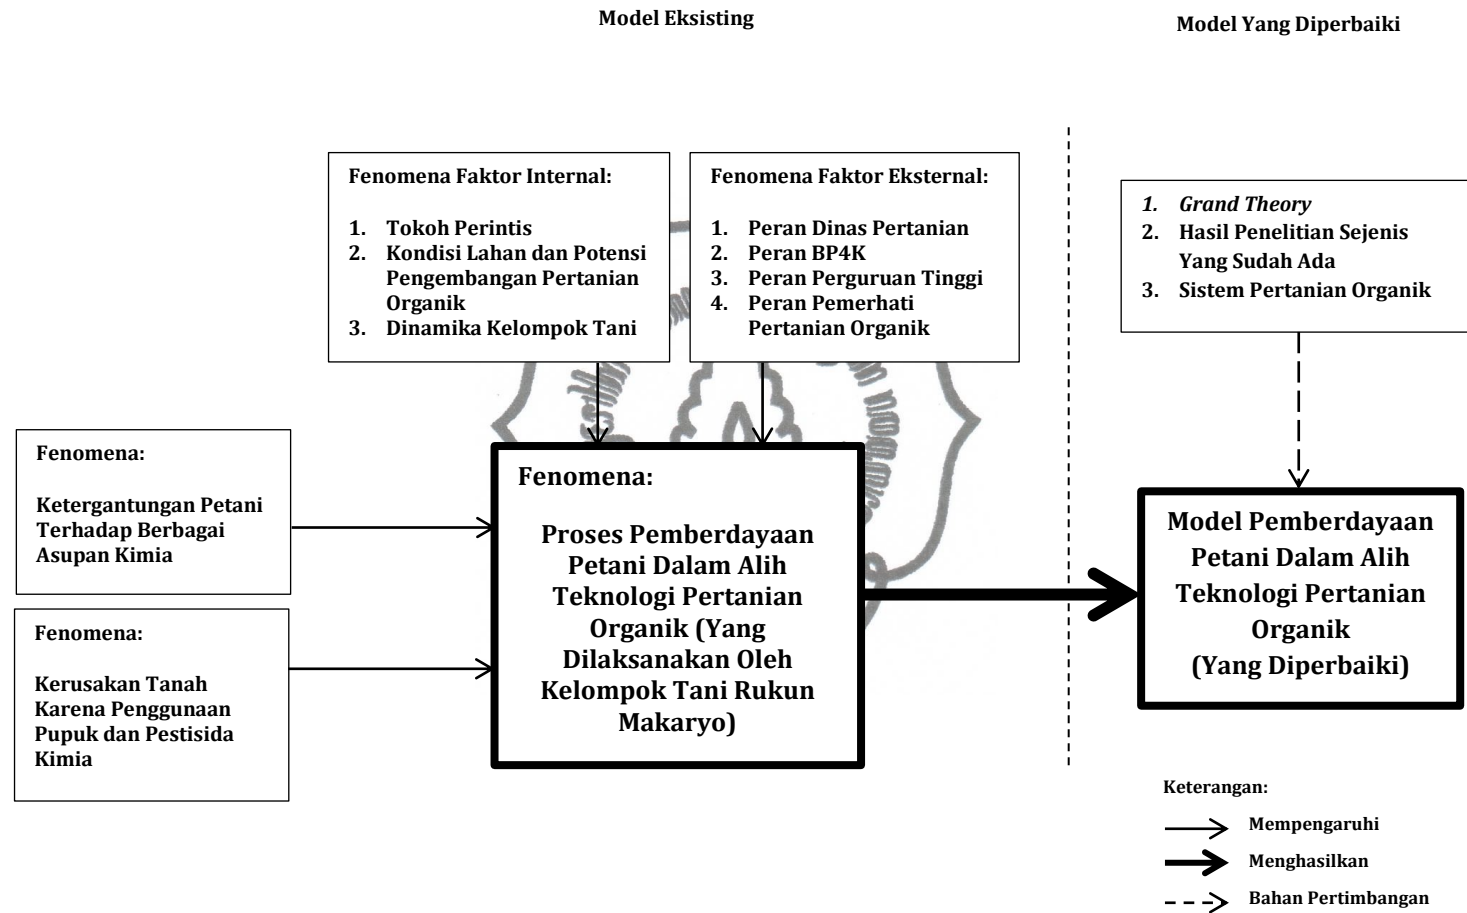 Model Eksisting
Model Yang Diperbaiki
Fenomena Faktor Internal:
1. Tokoh Perintis
2. Kondisi Lahan dan Potensi
Pengembangan Pertanian
Organik
3. Dinamika Kelompok Tani
Fenomena Faktor Eksternal:
1. Peran Dinas Pertanian
2. Peran BP4K
3. Peran Perguruan Tinggi
4. Peran Pemerhati
Pertanian Organik
1. Grand Theory
2. Hasil Penelitian Sejenis
Yang Sudah Ada
3. Sistem Pertanian Organik
Fenomena:
Ketergantungan Petani
Terhadap Berbagai
Asupan Kimia
Fenomena:
Kerusakan Tanah
Karena Penggunaan
Pupuk dan Pestisida
Kimia
Fenomena:
Proses Pemberdayaan
Petani Dalam Alih
Teknologi Pertanian
Organik (Yang
Dilaksanakan Oleh
Kelompok Tani Rukun
Makaryo)
Model Pemberdayaan
Petani Dalam Alih
Teknologi Pertanian
Organik
(Yang Diperbaiki)
Keterangan:
Mempengaruhi
Menghasilkan
Bahan Pertimbangan